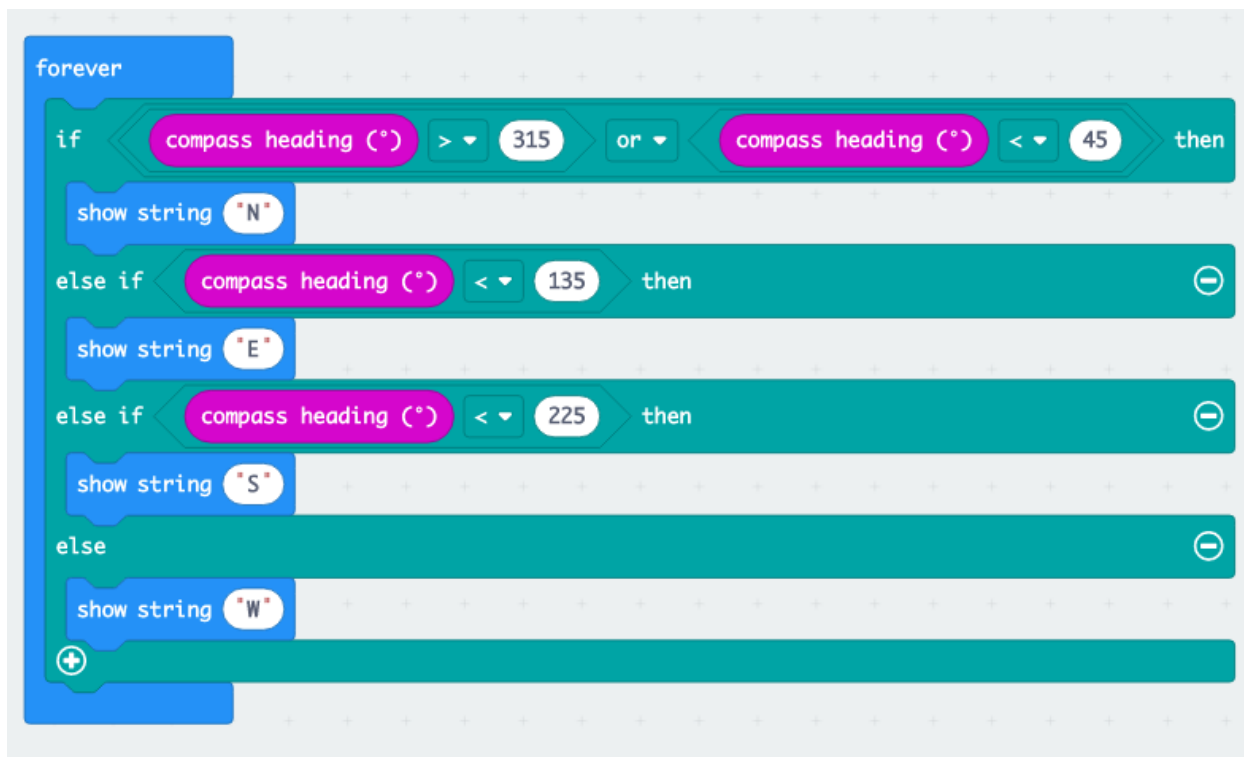 forever
if compass heading (°) > 315 or compass heading (°) < 45 then
show string "N"
else if compass heading (°) < 135 then
show string "E"
else if compass heading (°) < 225 then
show string "S"
else
show string "W"